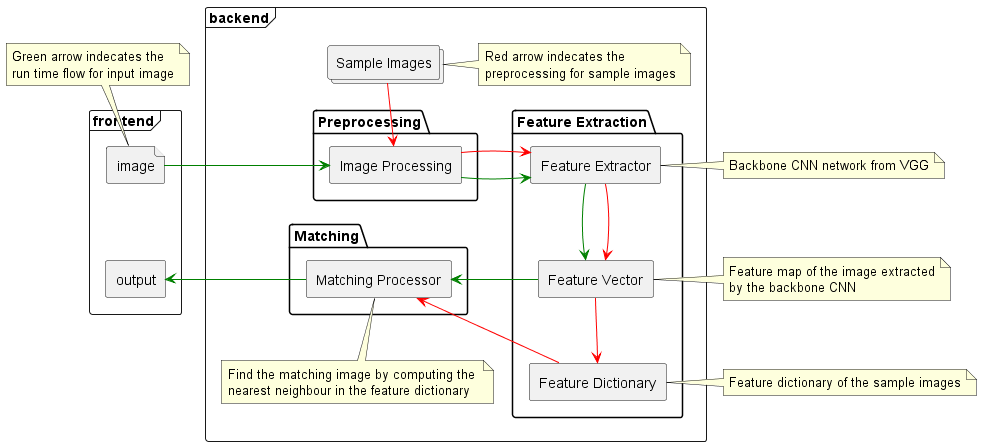 backend
Green arrow indecates the
run time flow for input image
Sample Images
Red arrow indecates the
preprocessing for sample images
frontend
Preprocessing
Feature Extraction
image
Image Processing
Feature Extractor
Backbone CNN network from VGG
Matching
output
Matching Processor
Feature Vector
Feature map of the image extracted
by the backbone CNN
Find the matching image by computing the
nearest neighbour in the feature dictionary
Feature Dictionary
Feature dictionary of the sample images